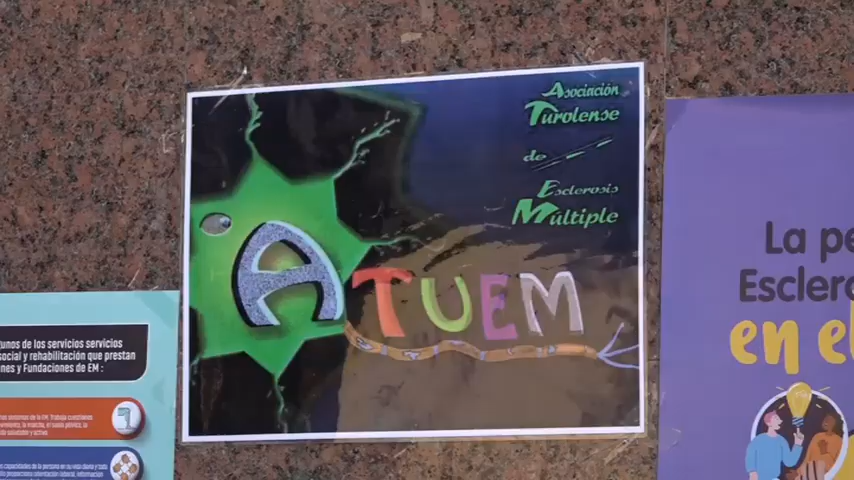 Asociación
Turolense
de
Esclerosis
Múltiple
ATUEM
unos de los servicios servicios
social y rehabilitación que prestan
nes y Fundaciones de EM :
La pe
Esclero
en el